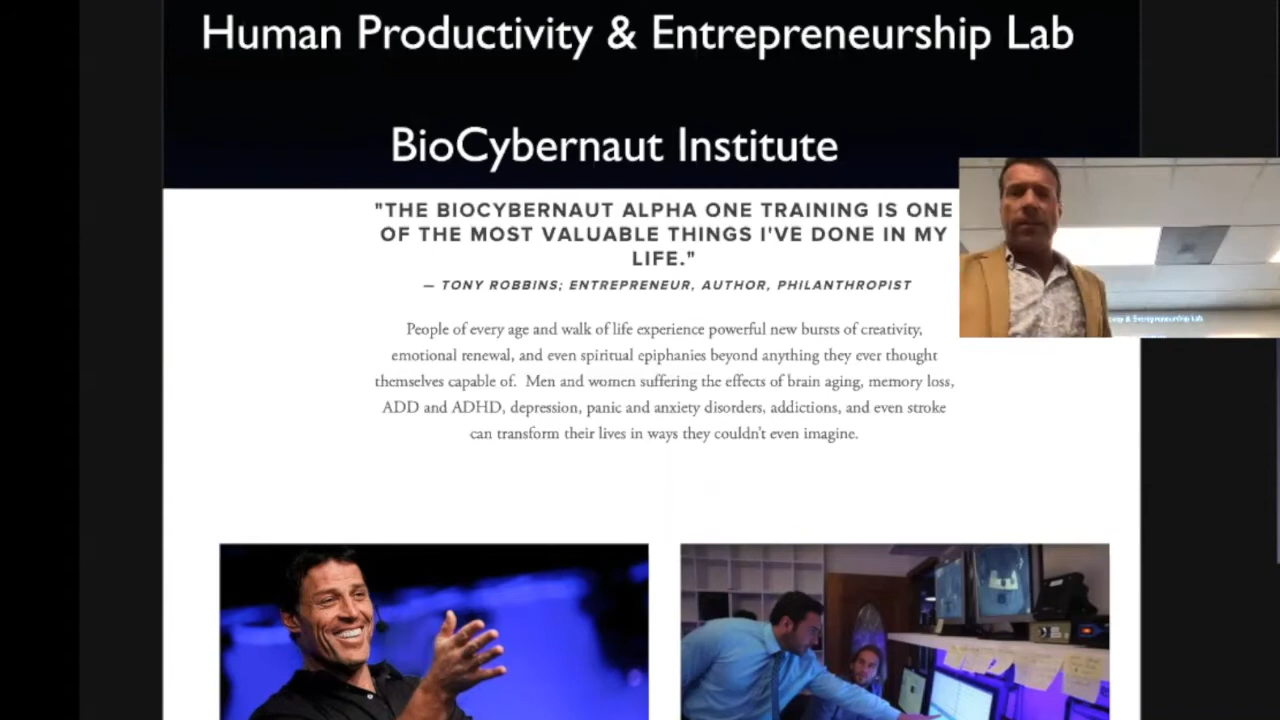 Human Productivity & Entrepreneurship Lab
BioCybernaut Institute
"THE BIOCYBERNAUT ALPHA ONE TRAINING IS ONE
OF THE MOST VALUABLE THINGS I'VE DONE IN MY
LIFE."
— TONY ROBBINS; ENTREPRENEUR, AUTHOR, PHILANTHROPIST
People of every age and walk of life experience powerful new bursts of creativity,
emotional renewal, and even spiritual epiphanies beyond anything they ever thought
themselves capable of. Men and women suffering the effects of brain aging, memory loss,
ADD and ADHD, depression, panic and anxiety disorders, addictions, and even stroke
can transform their lives in ways they couldn't even imagine.
& Entrepreneurship Lab